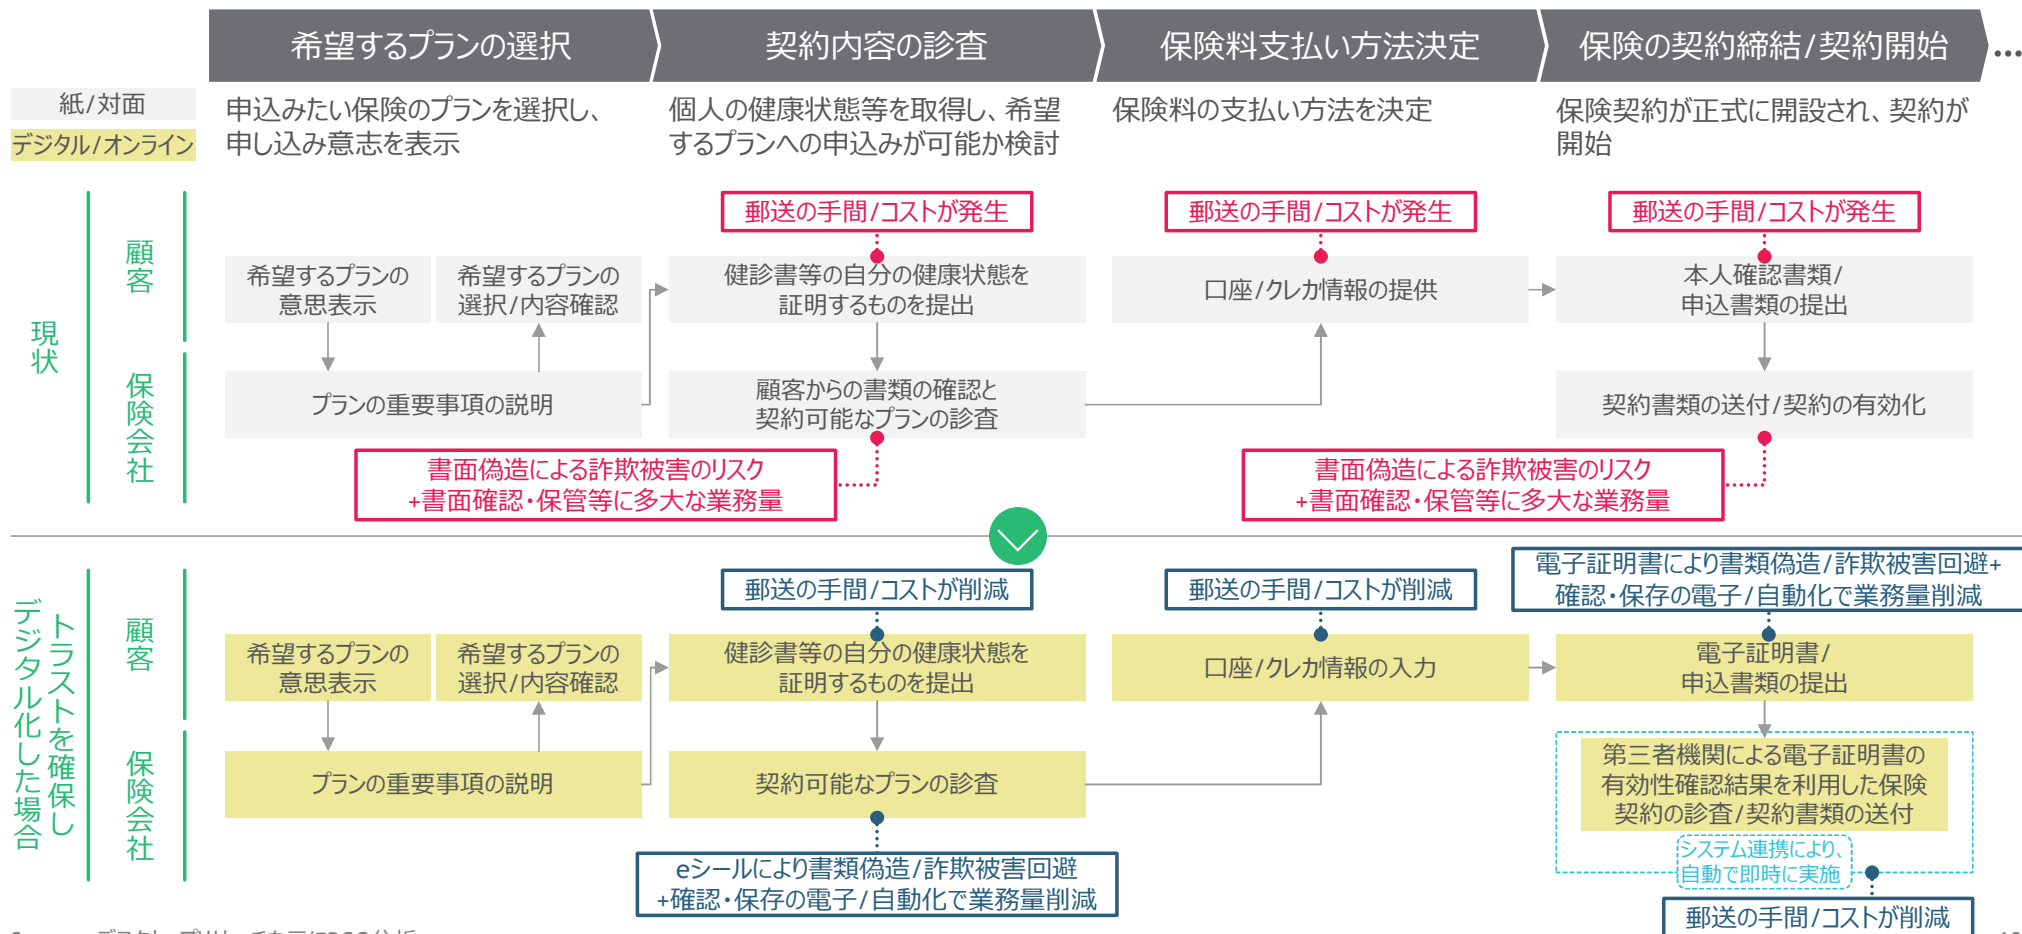 希望するプランの選択
契約内容の診査
保険料支払い方法決定
保険の契約締結/契約開始
...
紙/対面
デジタル/オンライン
申込みたい保険のプランを選択し、
申し込み意志を表示
個人の健康状態等を取得し、希望
するプランへの申込みが可能か検討
保険料の支払い方法を決定
保険契約が正式に開設され、契約が
開始
現状
顧客
保険会社
郵送の手間/コストが発生
郵送の手間/コストが発生
郵送の手間/コストが発生
希望するプランの
意思表示
希望するプランの
選択/内容確認
健診書等の自分の健康状態を
証明するものを提出
口座/クレカ情報の提供
本人確認書類/
申込書類の提出
プランの重要事項の説明
顧客からの書類の確認と
契約可能なプランの診査
契約書類の送付/契約の有効化
書面偽造による詐欺被害のリスク
+書面確認・保管等に多大な業務量
書面偽造による詐欺被害のリスク
+書面確認・保管等に多大な業務量
トラストを確保し
デジタル化した場合
顧客
保険会社
郵送の手間/コストが削減
郵送の手間/コストが削減
電子証明書により書類偽造/詐欺被害回避+
確認・保存の電子/自動化で業務量削減
希望するプランの
意思表示
希望するプランの
選択/内容確認
健診書等の自分の健康状態を
証明するものを提出
口座/クレカ情報の入力
電子証明書/
申込書類の提出
プランの重要事項の説明
契約可能なプランの診査
第三者機関による電子証明書の
有効性確認結果を利用した保険
契約の診査/契約書類の送付
システム連携により、
自動で即時に実施
eシールにより書類偽造/詐欺被害回避
+確認・保存の電子/自動化で業務量削減
郵送の手間/コストが削減